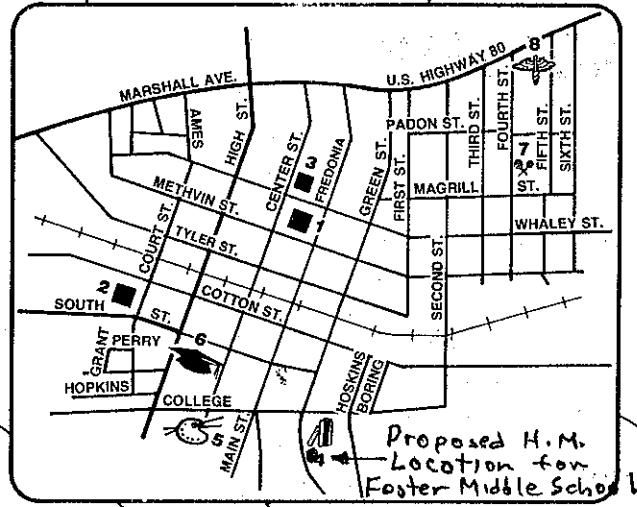 MARSHALL AVE.
U.S. HIGHWAY 80
8
AMES
HIGH ST.
CENTER ST.
3
FREDONIA
GREEN ST.
FIRST ST.
PADON ST.
THIRD ST.
FOURTH ST.
7
FIFTH ST.
SIXTH ST.
METHVIN ST.
MAGRILL ST.
1
WHALEY ST.
COURT ST.
TYLER ST.
SECOND ST.
2
COTTON ST.
SOUTH ST.
PERRY
6
GRANT
HOPKINS
HOSKINS
BORING
COLLEGE
5
MAIN ST.
4
Proposed H.M.
Location for
Foster Middle School